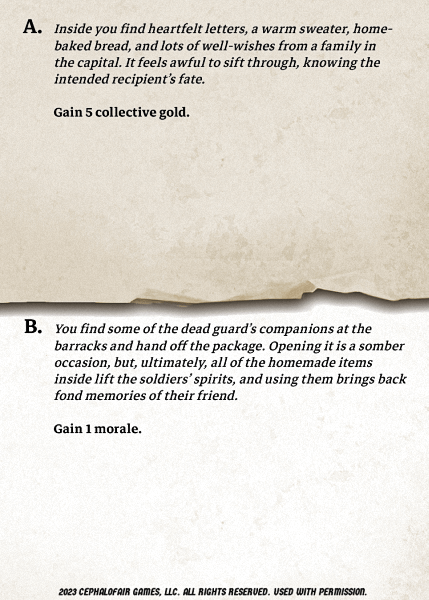 A. Inside you find heartfelt letters, a warm sweater, home-
baked bread, and lots of well-wishes from a family in
the capital. It feels awful to sift through, knowing the
intended recipient's fate.
Gain 5 collective gold.
B. You find some of the dead guard's companions at the
barracks and hand off the package. Opening it is a somber
occasion, but, ultimately, all of the homemade items
inside lift the soldiers' spirits, and using them brings back
fond memories of their friend.
Gain 1 morale.
2023 CEPHALOFAIR GAMES, LLC. ALL RIGHTS RESERVED. USED WITH PERMISSION.